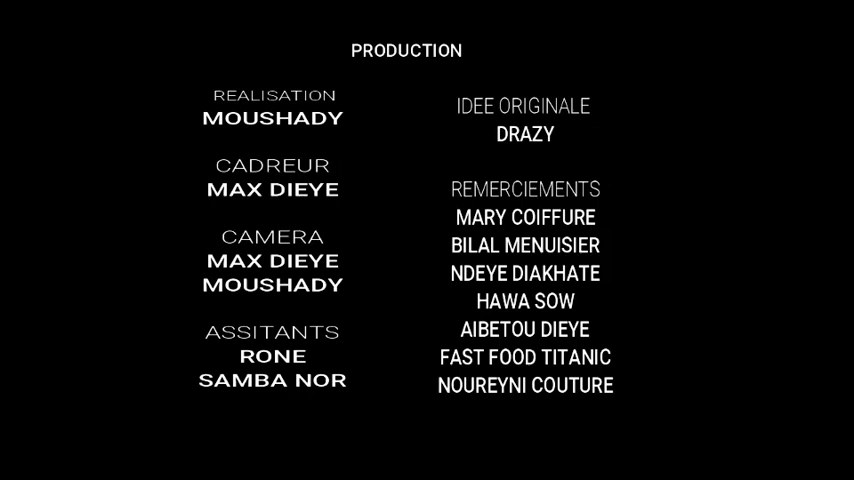 PRODUCTION
REALISATION
MOUSHADY
CADREUR
MAX DIEYE
CAMERA
MAX DIEYE
MOUSHADY
ASSITANTS
RONE
SAMBA NOR
IDEE ORIGINALE
DRAZY
REMERCIEMENTS
MARY COIFFURE
BILAL MENUISIER
NDEYE DIAKHATE
HAWA SOW
AIBETOU DIEYE
FAST FOOD TITANIC
NOUREYNI COUTURE